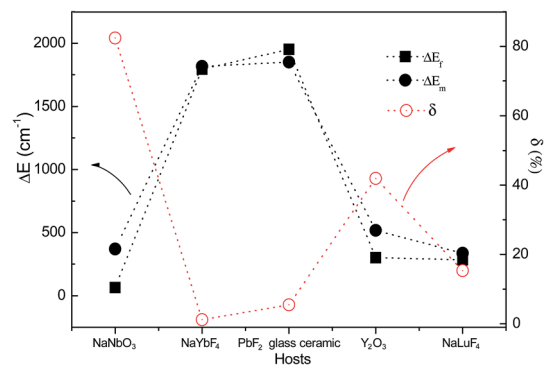 2000
1500
1000
500
0
ΔE (cm⁻¹)
ΔE_f
ΔE_m
δ
80
60
40
20
0
δ (%)
NaNbO₃ NaYbF₄ PbF₂ glass ceramic Y₂O₃ NaLuF₄
Hosts